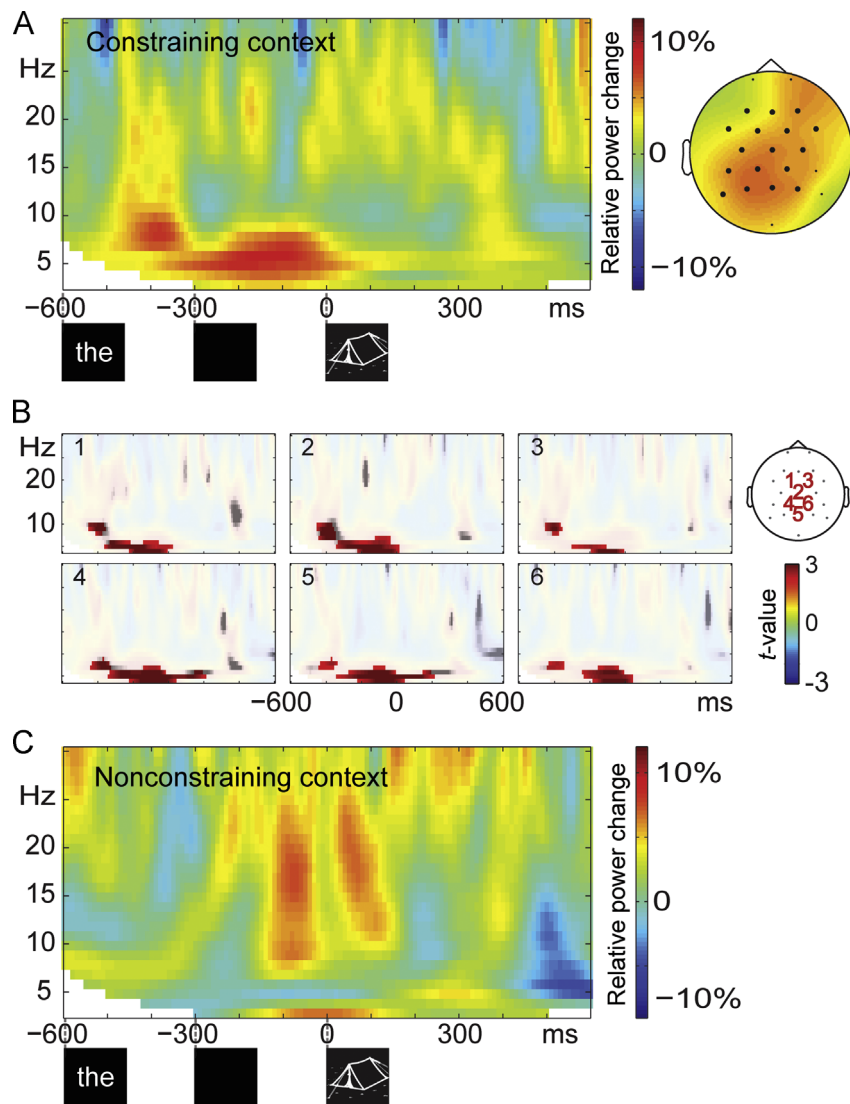 A
Constraining context
Hz
20
15
10
5
−600
−300
0
300
ms
the
Relative power change
10%
0
−10%
B
Hz
20
10
1
2
3
4
5
6
−600
0
600
ms
1 3
2
4 6
5
t-value
3
0
-3
C
Nonconstraining context
Hz
20
15
10
5
−600
−300
0
300
ms
the
Relative power change
10%
0
−10%